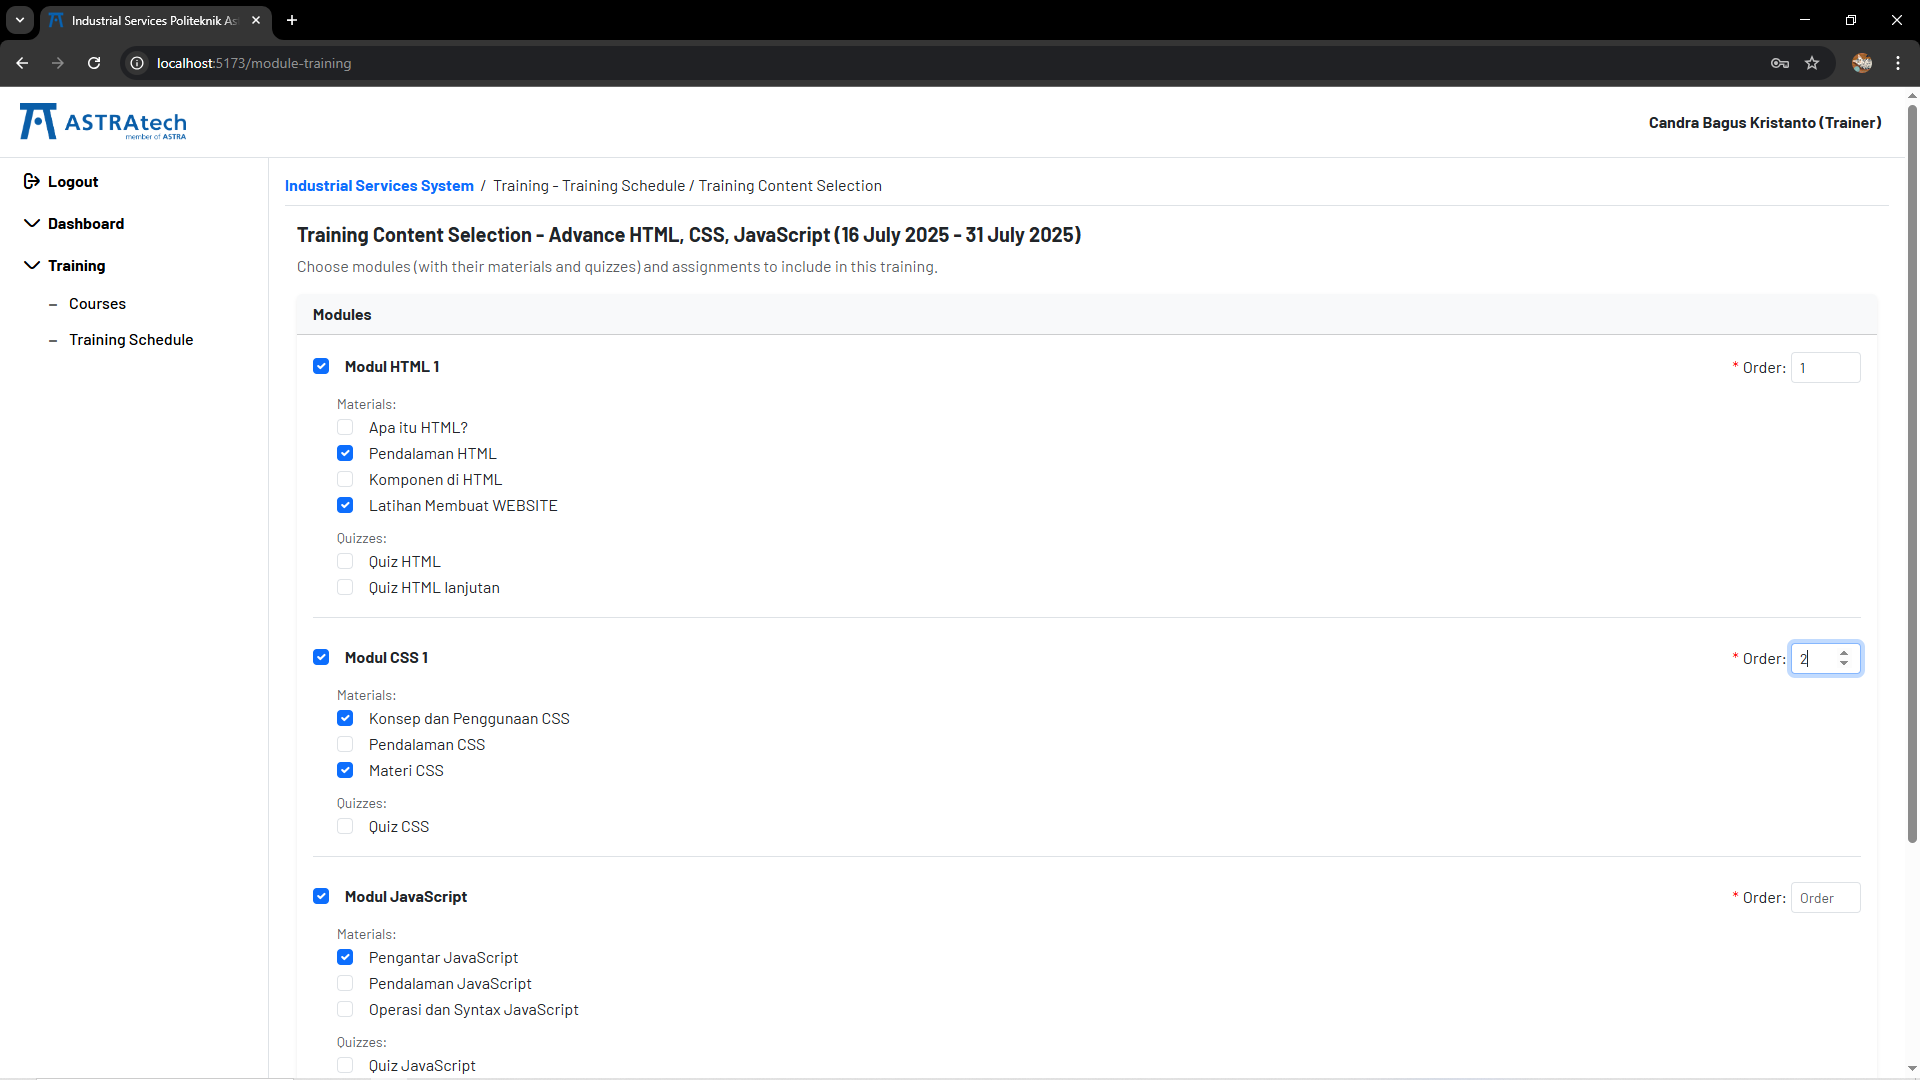 Industrial Services Politeknik As
localhost:5173/module-training
ASTRAtech
member of ASTRA
Candra Bagus Kristanto (Trainer)
Logout
Dashboard
Training
Courses
Training Schedule
Industrial Services System / Training - Training Schedule / Training Content Selection
Training Content Selection - Advance HTML, CSS, JavaScript (16 July 2025 - 31 July 2025)
Choose modules (with their materials and quizzes) and assignments to include in this training.
Modules
Modul HTML 1
* Order: 1
Materials:
Apa itu HTML?
Pendalaman HTML
Komponen di HTML
Latihan Membuat WEBSITE
Quizzes:
Quiz HTML
Quiz HTML lanjutan
Modul CSS 1
* Order: 2
Materials:
Konsep dan Penggunaan CSS
Pendalaman CSS
Materi CSS
Quizzes:
Quiz CSS
Modul JavaScript
* Order: Order
Materials:
Pengantar JavaScript
Pendalaman JavaScript
Operasi dan Syntax JavaScript
Quizzes:
Quiz JavaScript